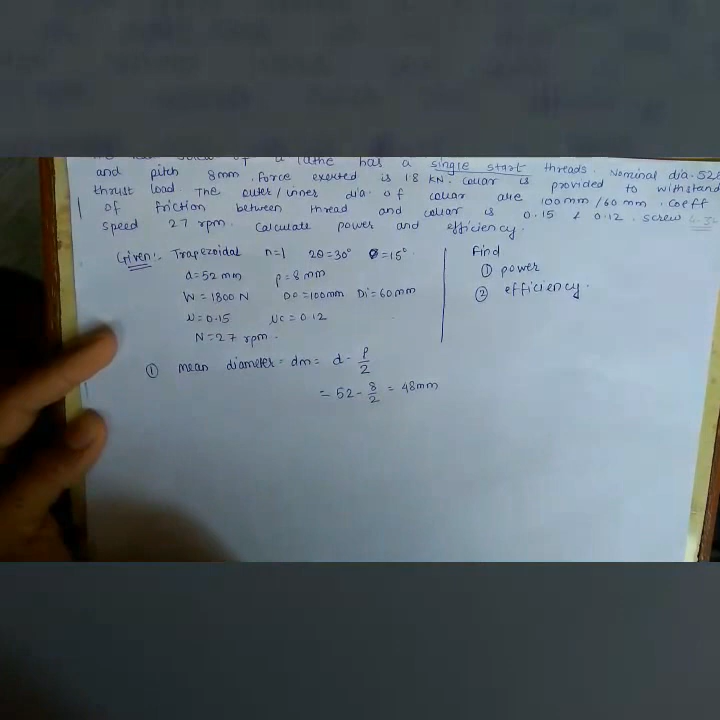 of a lathe has a single start threads. Nominal dia. 52
and pitch 8mm. Force exerted is 18 kN. Collar is provided to withstand
thrust load The outer/inner dia. of collar are 100mm/60mm. Coeff
of friction between thread and collar is 0.15 & 0.12. Screw
speed 27 rpm. Calculate power and efficiency.
Given:- Trapezoidal n=1 2θ=30° θ=15°
Find
d=52 mm p=8 mm
① power
W = 1800 N Do=100mm Di=60mm
② efficiency.
μ=0.15 μc=0.12
N=27 rpm.
① mean diameter = dm = d - p/2
= 52 - 8/2 = 48mm